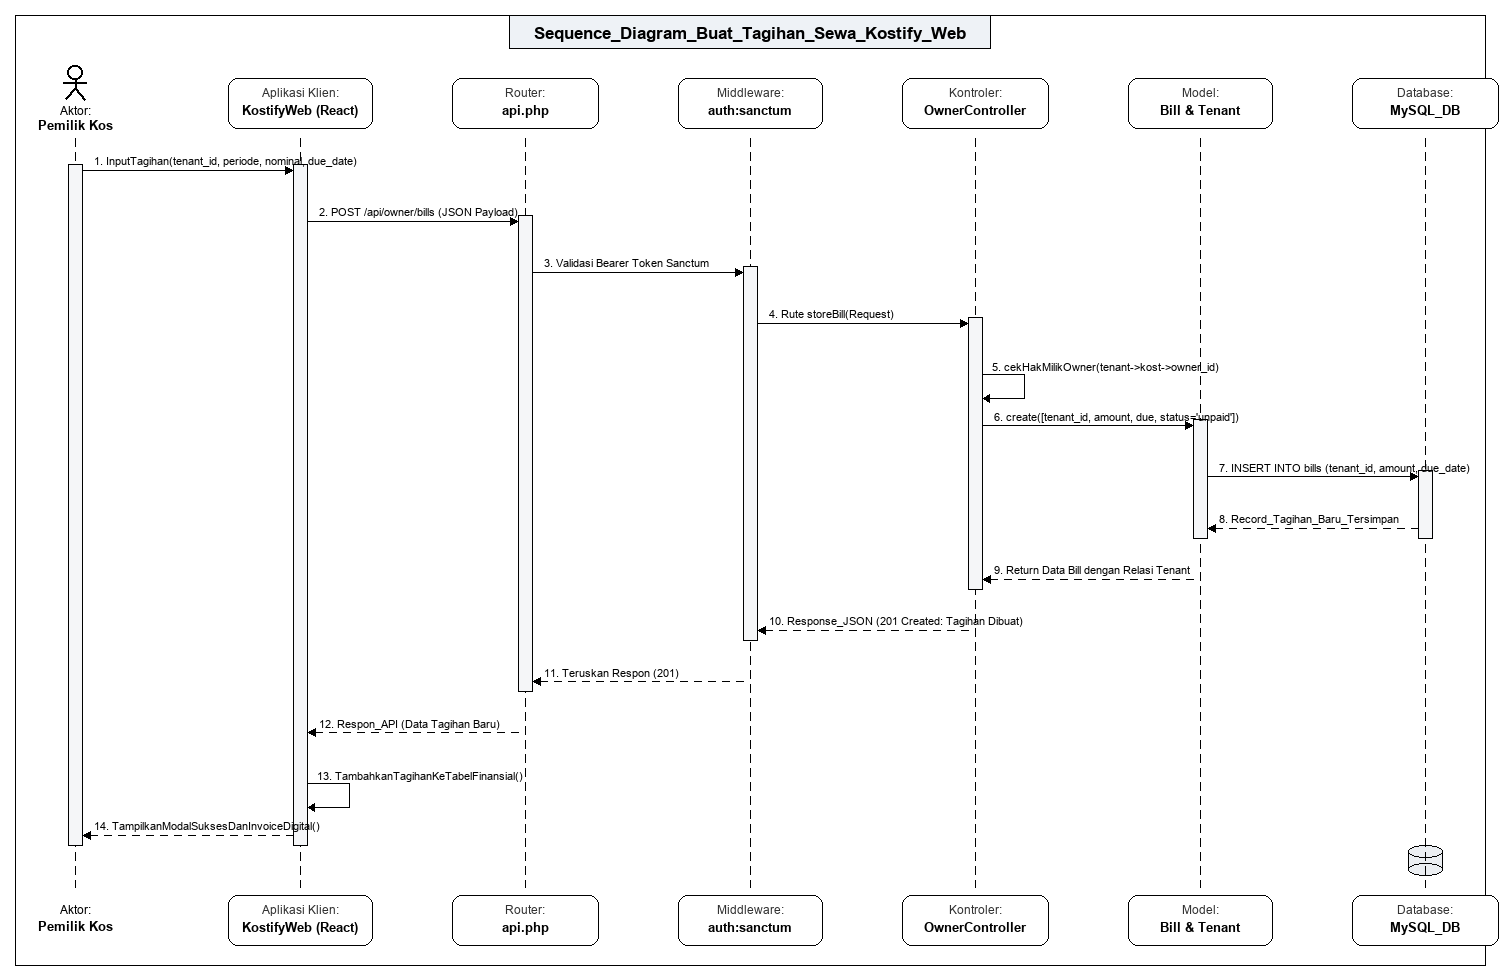 Sequence_Diagram_Buat_Tagihan_Sewa_Kostify_Web
Aktor:
Pemilik Kos
Aplikasi Klien:
KostifyWeb (React)
Router:
api.php
Middleware:
auth:sanctum
Kontroler:
OwnerController
Model:
Bill & Tenant
Database:
MySQL_DB
1. InputTagihan(tenant_id, periode, nominal, due_date)
2. POST /api/owner/bills (JSON Payload)
3. Validasi Bearer Token Sanctum
4. Rute storeBill(Request)
5. cekHakMilikOwner(tenant->kost->owner_id)
6. create([tenant_id, amount, due, status='unpaid'])
7. INSERT INTO bills (tenant_id, amount, due_date)
8. Record_Tagihan_Baru_Tersimpan
9. Return Data Bill dengan Relasi Tenant
10. Response_JSON (201 Created: Tagihan Dibuat)
11. Teruskan Respon (201)
12. Respon_API (Data Tagihan Baru)
13. TambahkanTagihanKeTabelFinansial()
14. TampilkanModalSuksesDanInvoiceDigital()
Aktor:
Pemilik Kos
Aplikasi Klien:
KostifyWeb (React)
Router:
api.php
Middleware:
auth:sanctum
Kontroler:
OwnerController
Model:
Bill & Tenant
Database:
MySQL_DB